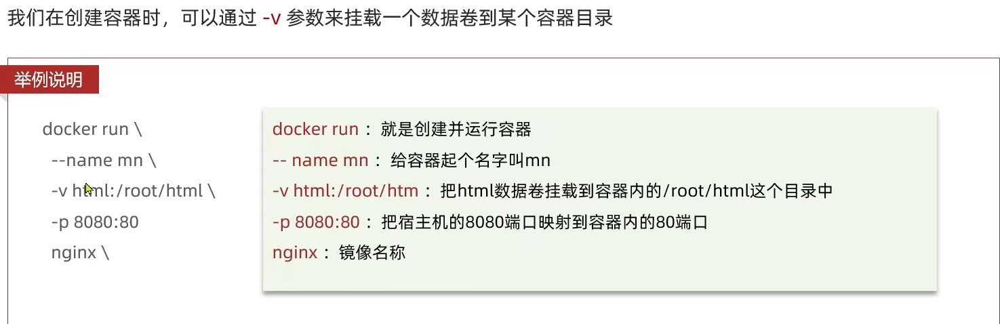 我们在创建容器时，可以通过 -v 参数来挂载一个数据卷到某个容器目录
举例说明
docker run \
--name mn \
-v html:/root/html \
-p 8080:80
nginx \
docker run ：就是创建并运行容器
-- name mn ：给容器起个名字叫mn
-v html:/root/htm ：把html数据卷挂载到容器内的/root/html这个目录中
-p 8080:80 ：把宿主机的8080端口映射到容器内的80端口
nginx ：镜像名称